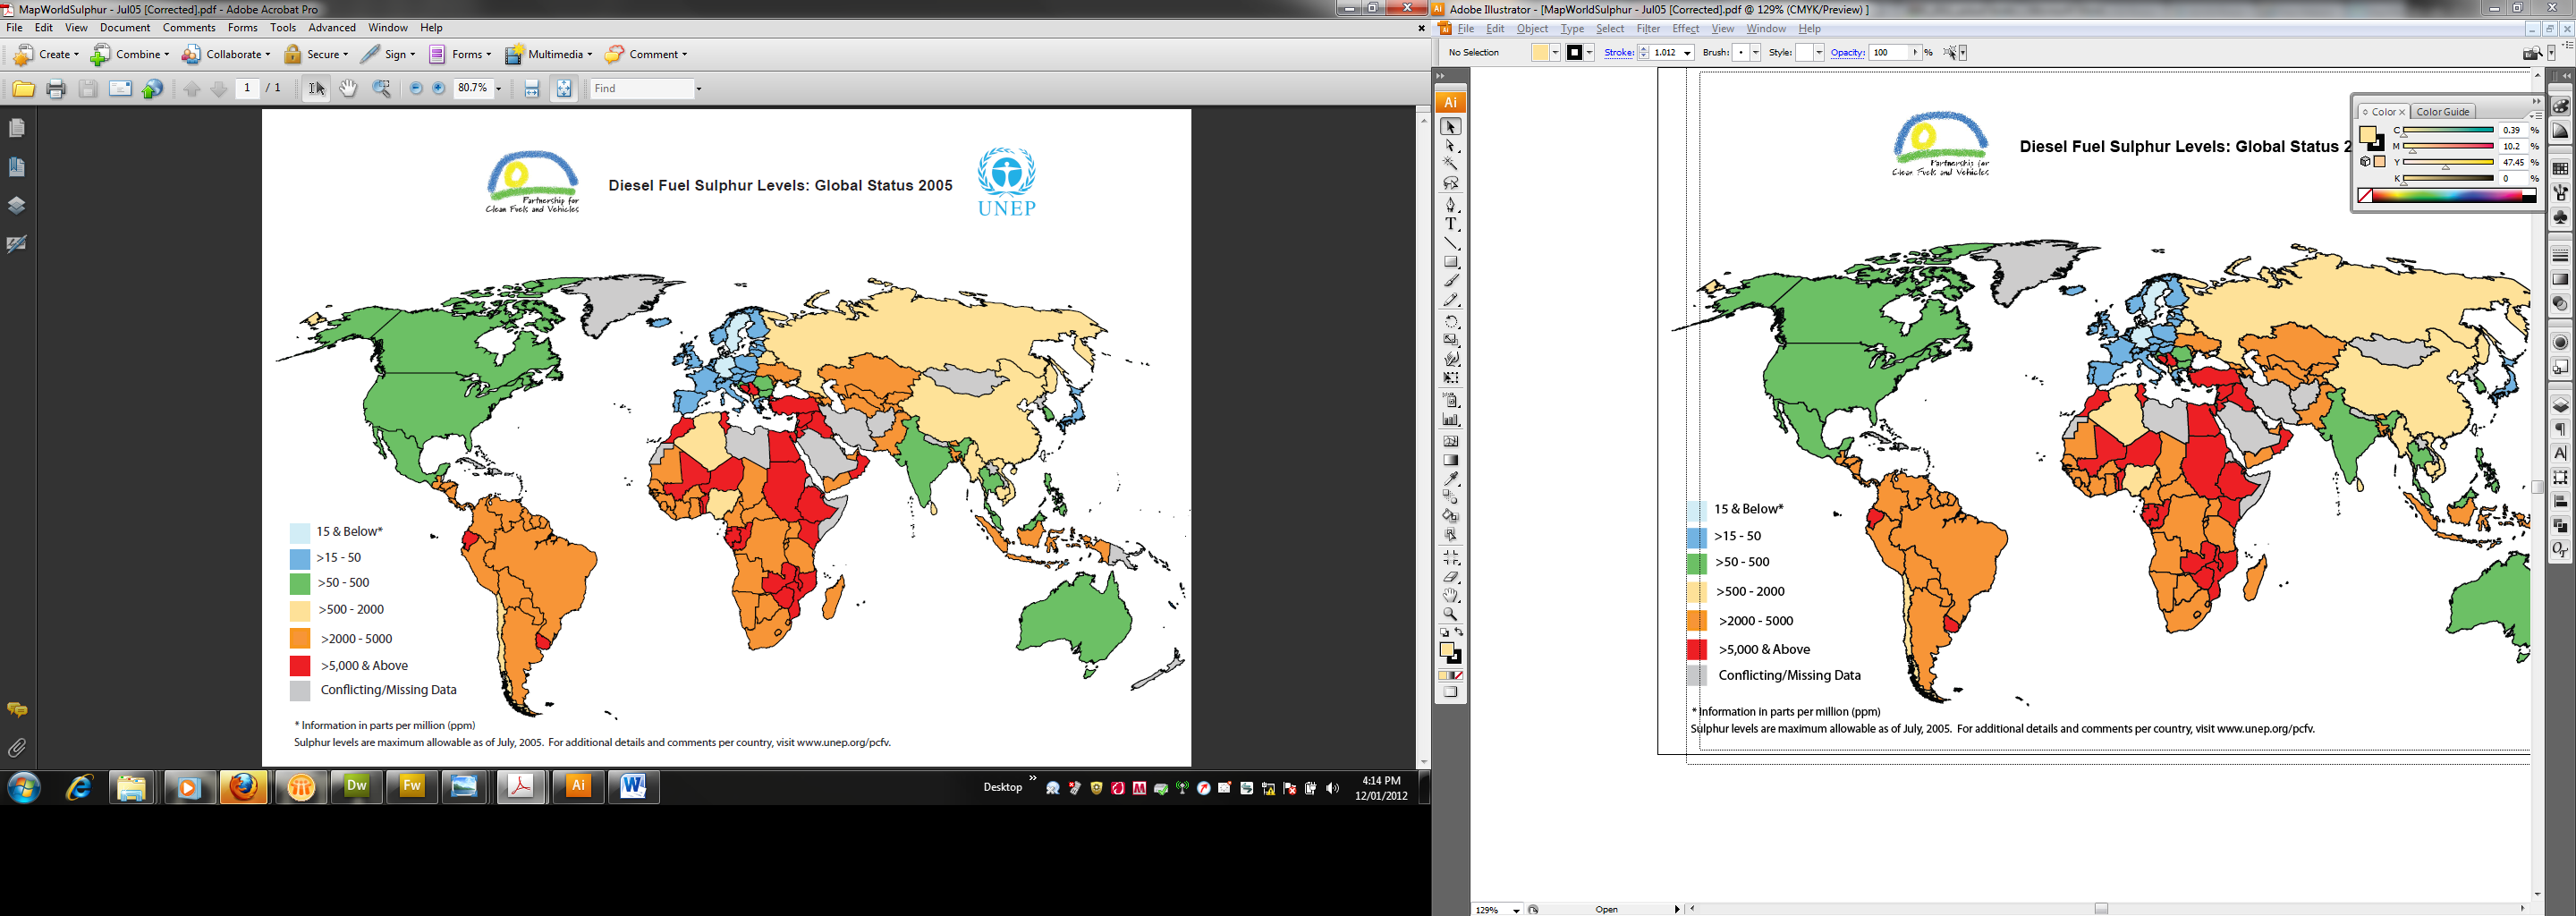 MapWorldSulphur - Jul05 [Corrected].pdf - Adobe Acrobat Pro
File Edit View Document Comments Forms Tools Advanced Window Help
Create Combine Collaborate Secure Sign Forms Multimedia Comment
1 / 1 80.7% Find
Partnership for
Clean Fuels and Vehicles
Diesel Fuel Sulphur Levels: Global Status 2005
UNEP
15 & Below*
>15 - 50
>50 - 500
>500 - 2000
>2000 - 5000
>5,000 & Above
Conflicting/Missing Data
* Information in parts per million (ppm)
Sulphur levels are maximum allowable as of July, 2005. For additional details and comments per country, visit www.unep.org/pcfv.
Dw Fw Ai W
Desktop »
4:14 PM
12/01/2012
Ai Adobe Illustrator - [MapWorldSulphur - Jul05 [Corrected].pdf @ 129% (CMYK/Preview) ]
File Edit Object Type Select Filter Effect View Window Help
No Selection Stroke: 1.012 Brush: Style: Opacity: 100 %
Ai
Partnership for
Clean Fuels and Vehicles
Diesel Fuel Sulphur Levels: Global Status 2
Color Color Guide
C 0.39 %
M 10.2 %
Y 47.45 %
K 0 %
15 & Below*
>15 - 50
>50 - 500
>500 - 2000
>2000 - 5000
>5,000 & Above
Conflicting/Missing Data
* Information in parts per million (ppm)
Sulphur levels are maximum allowable as of July, 2005. For additional details and comments per country, visit www.unep.org/pcfv.
129% Open